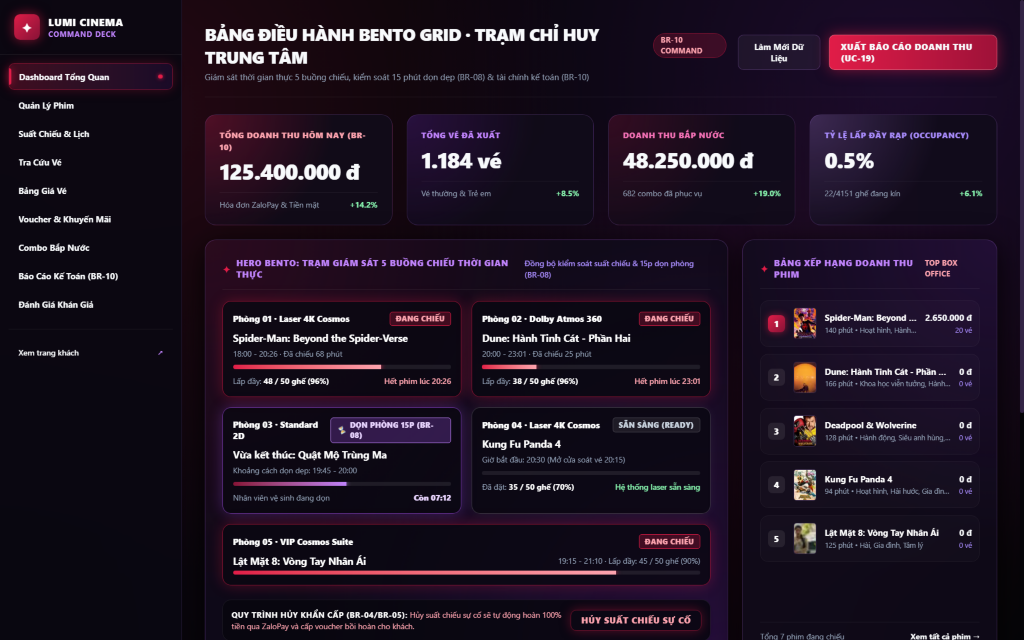 LUMI CINEMA
COMMAND DECK
Dashboard Tổng Quan
Quản Lý Phim
Suất Chiếu & Lịch
Tra Cứu Vé
Bảng Giá Vé
Voucher & Khuyến Mãi
Combo Bắp Nước
Báo Cáo Kế Toán (BR-10)
Đánh Giá Khán Giả
Xem trang khách
BẢNG ĐIỀU HÀNH BENTO GRID · TRẠM CHỈ HUY
TRUNG TÂM
Giám sát thời gian thực 5 buồng chiếu, kiểm soát 15 phút dọn dẹp (BR-08) & tài chính kế toán (BR-10)
BR-10
COMMAND
Làm Mới Dữ
Liệu
XUẤT BÁO CÁO DOANH THU
(UC-19)
TỔNG DOANH THU HÔM NAY (BR-
10)
125.400.000 đ
Hóa đơn ZaloPay & Tiền mặt
+14.2%
TỔNG VÉ ĐÃ XUẤT
1.184 vé
Vé thường & Trẻ em
+8.5%
DOANH THU BẮP NƯỚC
48.250.000 đ
682 combo đã phục vụ
+19.0%
TỶ LỆ LẤP ĐẦY RẠP (OCCUPANCY)
0.5%
22/4151 ghế đang kín
+6.1%
HERO BENTO: TRẠM GIÁM SÁT 5 BUỒNG CHIẾU THỜI GIAN
THỰC
Đồng bộ kiểm soát suất chiếu & 15p dọn phòng
(BR-08)
Phòng 01 · Laser 4K Cosmos
ĐANG CHIẾU
Spider-Man: Beyond the Spider-Verse
18:00 - 20:26 · Đã chiếu 68 phút
Lấp đầy: 48 / 50 ghế (96%)
Hết phim lúc 20:26
Phòng 02 · Dolby Atmos 360
ĐANG CHIẾU
Dune: Hành Tinh Cát - Phần Hai
20:00 - 23:01 · Đã chiếu 25 phút
Lấp đầy: 38 / 50 ghế (96%)
Hết phim lúc 23:01
Phòng 03 · Standard
2D
DỌN PHÒNG 15P (BR-
08)
Vừa kết thúc: Quật Mộ Trùng Ma
Khoảng cách dọn dẹp: 19:45 - 20:00
Nhân viên vệ sinh đang dọn
Còn 07:12
Phòng 04 · Laser 4K Cosmos
SẴN SÀNG (READY)
Kung Fu Panda 4
Giờ bắt đầu: 20:30 (Mở cửa soát vé 20:15)
Đã đặt: 35 / 50 ghế (70%)
Hệ thống laser sẵn sàng
Phòng 05 · VIP Cosmos Suite
ĐANG CHIẾU
Lật Mặt 8: Vòng Tay Nhân Ái
19:15 - 21:10 · Lấp đầy: 45 / 50 ghế (90%)
QUY TRÌNH HỦY KHẨN CẤP (BR-04/BR-05): Hủy suất chiếu sự cố sẽ tự động hoàn 100%
tiền qua ZaloPay và cấp voucher bồi hoàn cho khách.
HỦY SUẤT CHIẾU SỰ CỐ
BẢNG XẾP HẠNG DOANH THU
PHIM
TOP BOX
OFFICE
1
Spider-Man: Beyond ...
2.650.000 đ
140 phút • Hoạt hình, Hành...
20 vé
2
Dune: Hành Tinh Cát - Phần ...
0 đ
166 phút • Khoa học viễn tưởng, Hành...
0 vé
3
Deadpool & Wolverine
0 đ
128 phút • Hành động, Siêu anh hùng,...
0 vé
4
Kung Fu Panda 4
0 đ
94 phút • Hoạt hình, Hài hước, Gia đìn...
0 vé
5
Lật Mặt 8: Vòng Tay Nhân Ái
0 đ
125 phút • Hài, Gia đình, Tâm lý
0 vé
Tổng 7 phim đang chiếu
Xem tất cả phim →